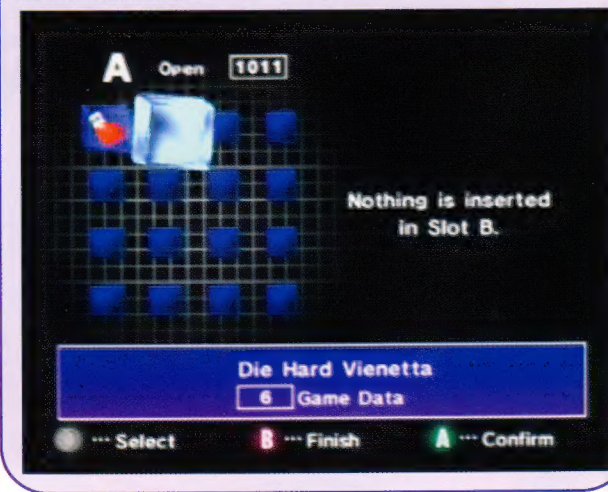 A Open 1011
Nothing is inserted
in Slot B.
Die Hard Vienetta
6 Game Data
··· Select B ··· Finish A ··· Confirm